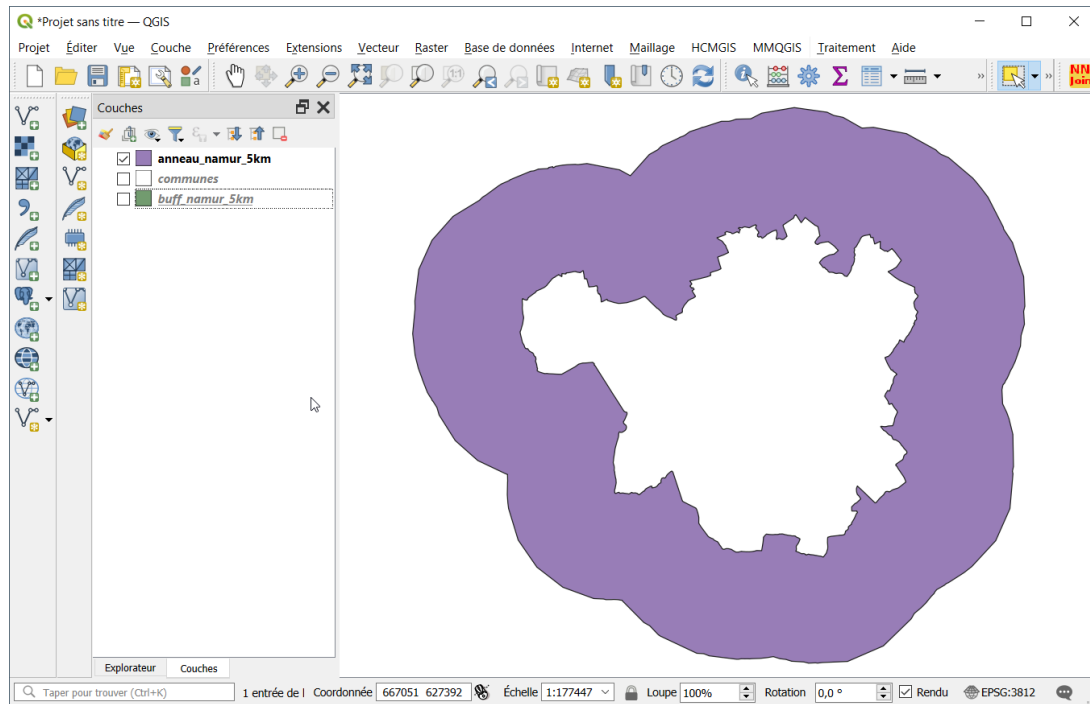 *Projet sans titre — QGIS
Projet Éditer Vue Couche Préférences Extensions Vecteur Raster Base de données Internet Maillage HCMGIS MMQGIS Traitement Aide
NN
Join
Couches
anneau_namur_5km
communes
buff_namur_5km
Explorateur Couches
Taper pour trouver (Ctrl+K) 1 entrée de l Coordonnée 667051 627392 Échelle 1:177447 Loupe 100% Rotation 0,0 ° Rendu EPSG:3812